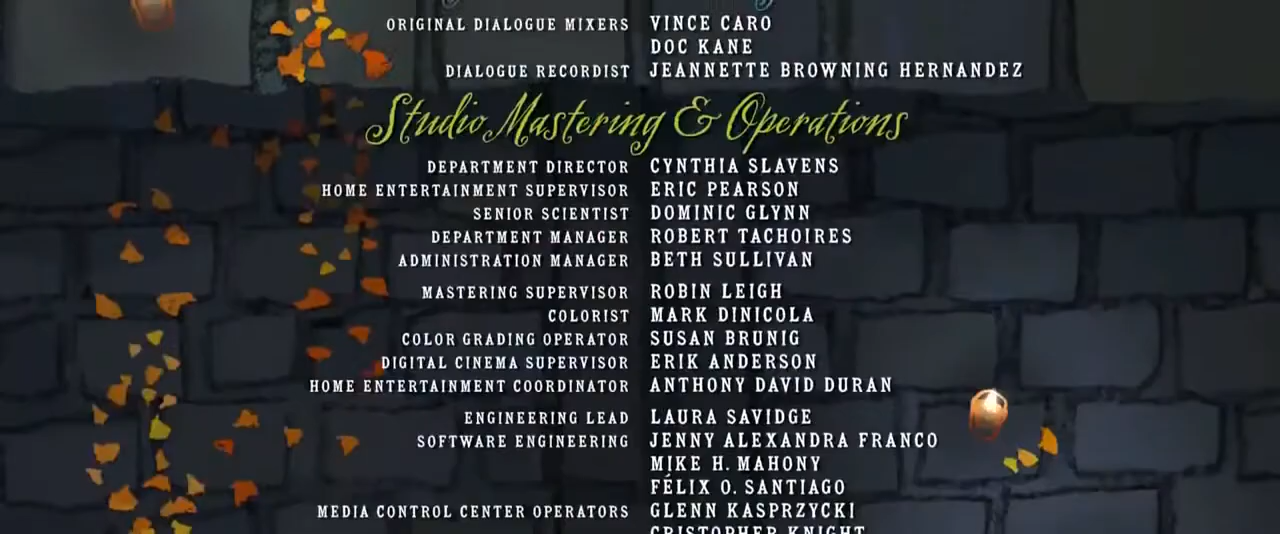 ORIGINAL DIALOGUE MIXERS VINCE CARO
DOC KANE
DIALOGUE RECORDIST JEANNETTE BROWNING HERNANDEZ
Studio Mastering & Operations
DEPARTMENT DIRECTOR CYNTHIA SLAVENS
HOME ENTERTAINMENT SUPERVISOR ERIC PEARSON
SENIOR SCIENTIST DOMINIC GLYNN
DEPARTMENT MANAGER ROBERT TACHOIRES
ADMINISTRATION MANAGER BETH SULLIVAN
MASTERING SUPERVISOR ROBIN LEIGH
COLORIST MARK DINICOLA
COLOR GRADING OPERATOR SUSAN BRUNIG
DIGITAL CINEMA SUPERVISOR ERIK ANDERSON
HOME ENTERTAINMENT COORDINATOR ANTHONY DAVID DURAN
ENGINEERING LEAD LAURA SAVIDGE
SOFTWARE ENGINEERING JENNY ALEXANDRA FRANCO
MIKE H. MAHONY
FÉLIX O. SANTIAGO
MEDIA CONTROL CENTER OPERATORS GLENN KASPRZYCKI
CRISTOPHER KNIGHT